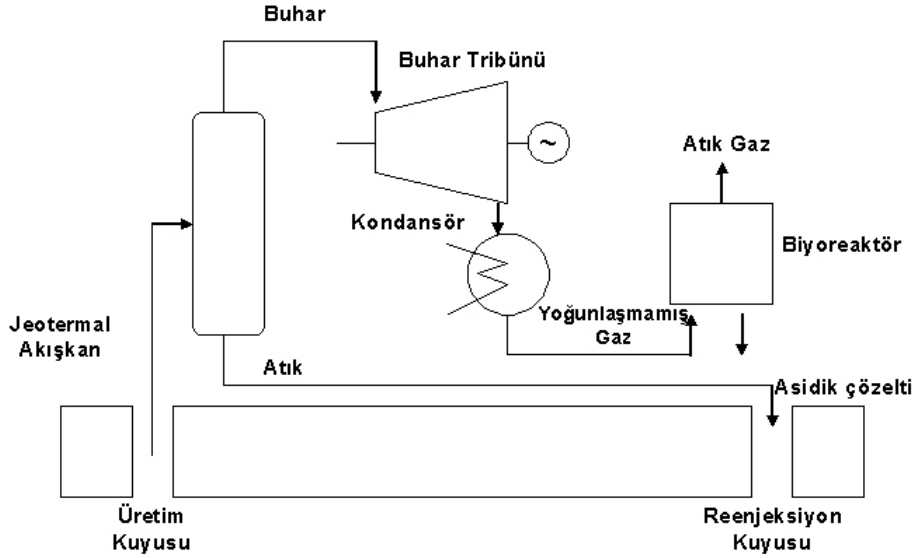 Buhar
Buhar Tribünü
Atık Gaz
Kondansör
Biyoreaktör
Yoğunlaşmamış
Gaz
Jeotermal
Akışkan
Atık
Asidik çözelti
Üretim
Kuyusu
Reenjeksiyon
Kuyusu
~